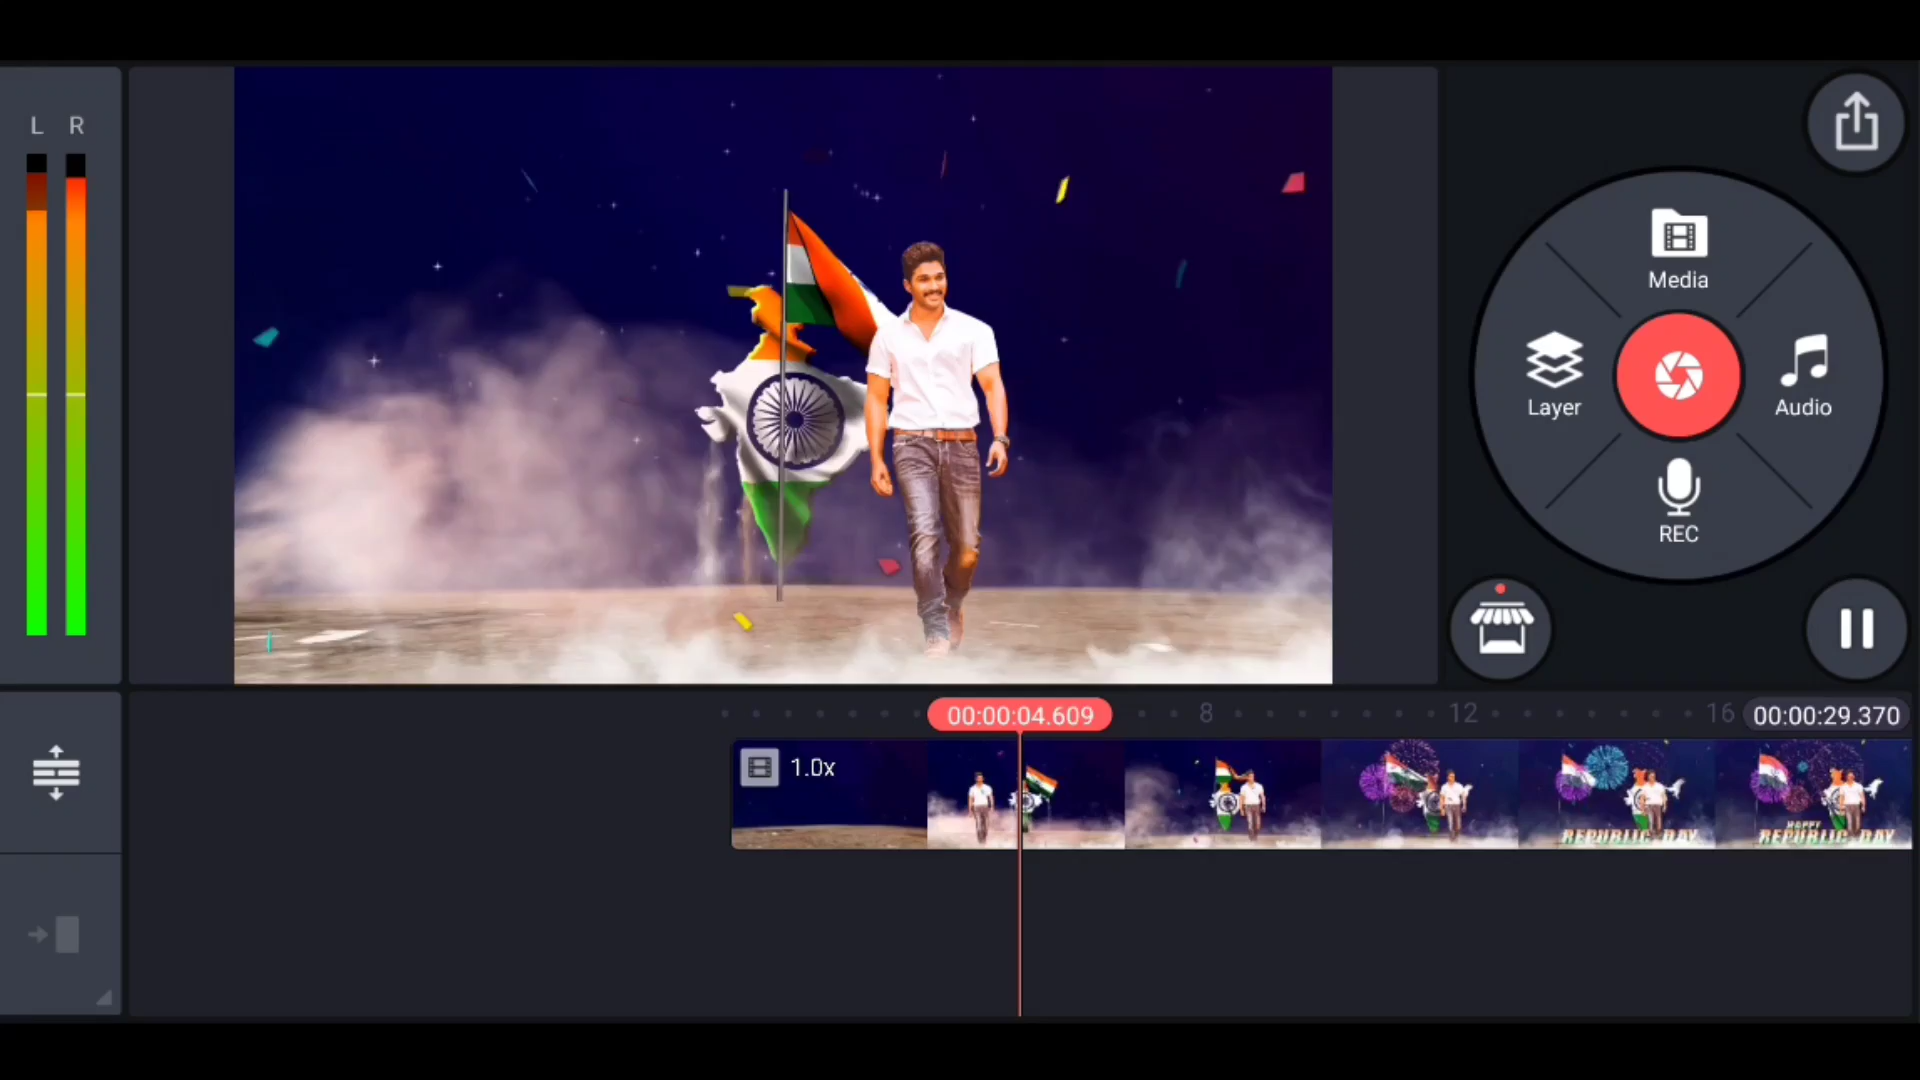 L R
Media
Layer
Audio
REC
00:00:04.609
8
12
16
00:00:29.370
1.0x
REPUBLIC DAY
HAPPY
REPUBLIC DAY